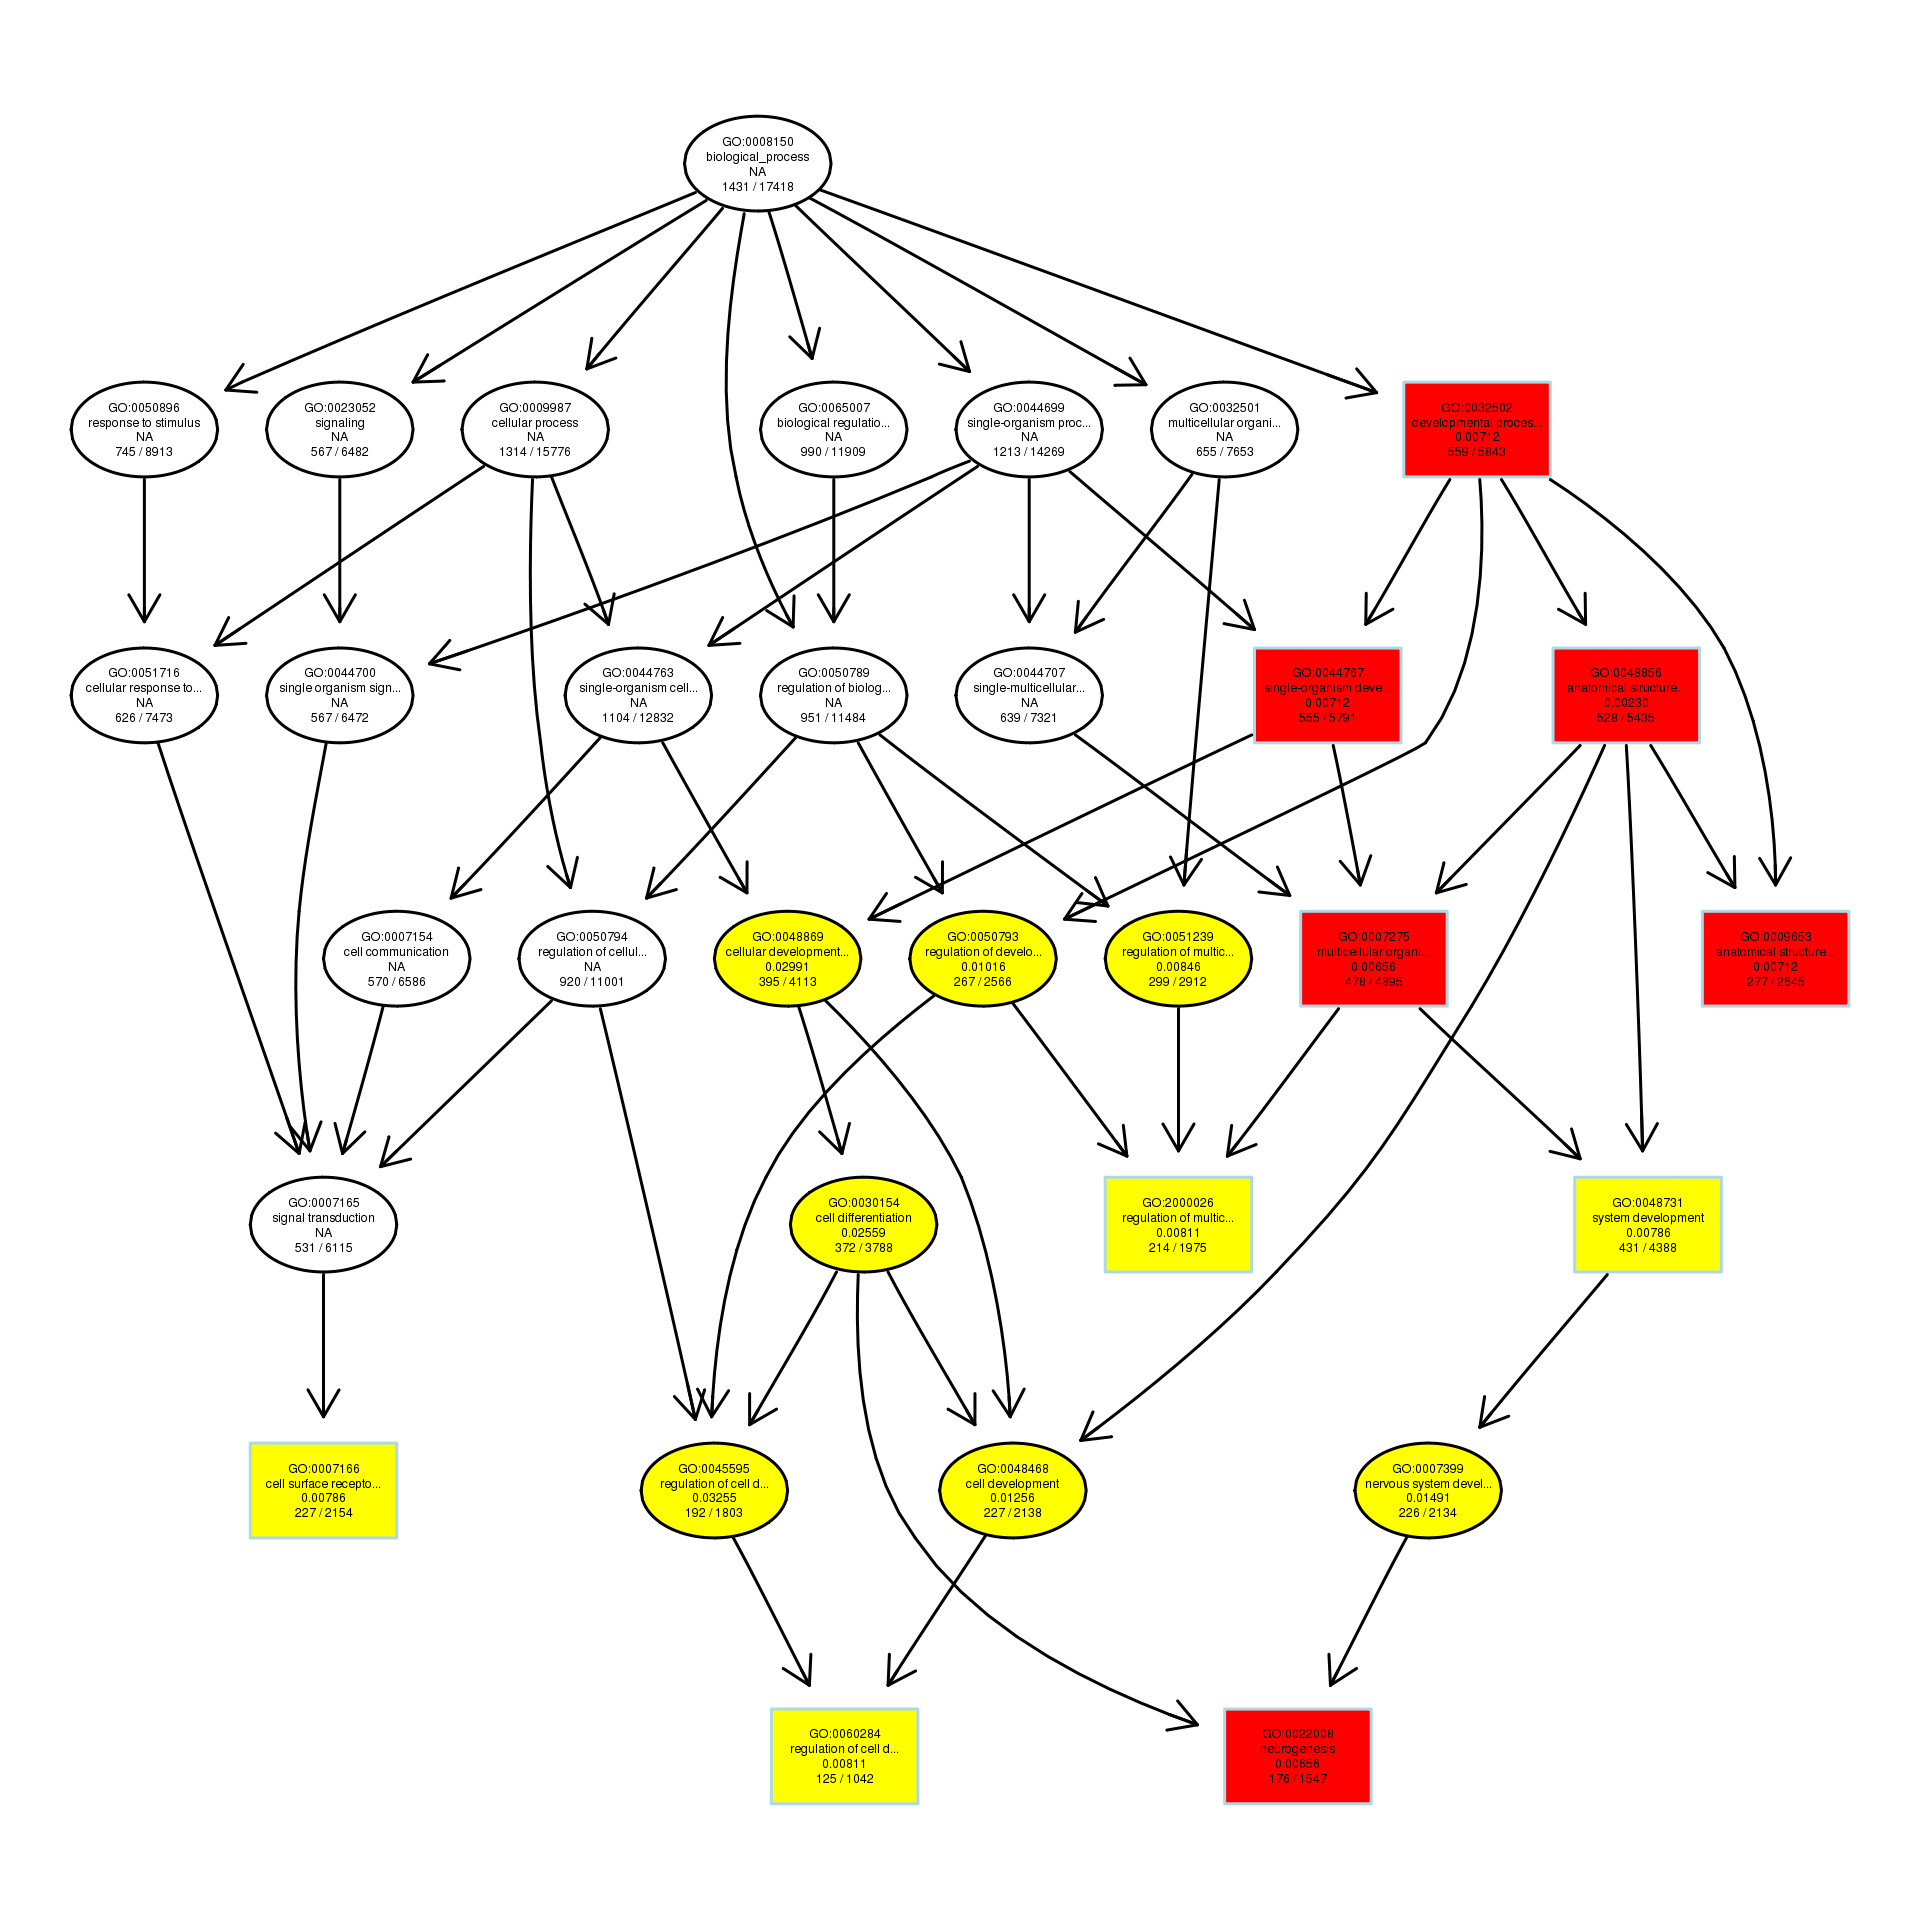 GO:0008150
biological_process
NA
1431 / 17418
GO:0050896
response to stimulus
NA
745 / 8913
GO:0023052
signaling
NA
567 / 6482
GO:0009987
cellular process
NA
1314 / 15776
GO:0065007
biological regulatio...
NA
990 / 11909
GO:0044699
single-organism proc...
NA
1213 / 14269
GO:0032501
multicellular organi...
NA
655 / 7653
GO:0032502
developmental proces...
0.00712
559 / 5843
GO:0051716
cellular response to...
NA
626 / 7473
GO:0044700
single organism sign...
NA
567 / 6472
GO:0044763
single-organism cell...
NA
1104 / 12832
GO:0050789
regulation of biolog...
NA
951 / 11484
GO:0044707
single-multicellular...
NA
639 / 7321
GO:0044767
single-organism deve...
0.00712
555 / 5791
GO:0048856
anatomical structure...
0.00230
528 / 5435
GO:0007154
cell communication
NA
570 / 6586
GO:0050794
regulation of cellul...
NA
920 / 11001
GO:0048869
cellular development...
0.02991
395 / 4113
GO:0050793
regulation of develo...
0.01016
267 / 2566
GO:0051239
regulation of multic...
0.00846
299 / 2912
GO:0007275
multicellular organi...
0.00656
478 / 4895
GO:0009653
anatomical structure...
0.00712
277 / 2645
GO:0007165
signal transduction
NA
531 / 6115
GO:0030154
cell differentiation
0.02559
372 / 3788
GO:2000026
regulation of multic...
0.00811
214 / 1975
GO:0048731
system development
0.00786
431 / 4388
GO:0007166
cell surface recepto...
0.00786
227 / 2154
GO:0045595
regulation of cell d...
0.03255
192 / 1803
GO:0048468
cell development
0.01256
227 / 2138
GO:0007399
nervous system devel...
0.01491
226 / 2134
GO:0060284
regulation of cell d...
0.00811
125 / 1042
GO:0022008
neurogenesis
0.00656
176 / 1547